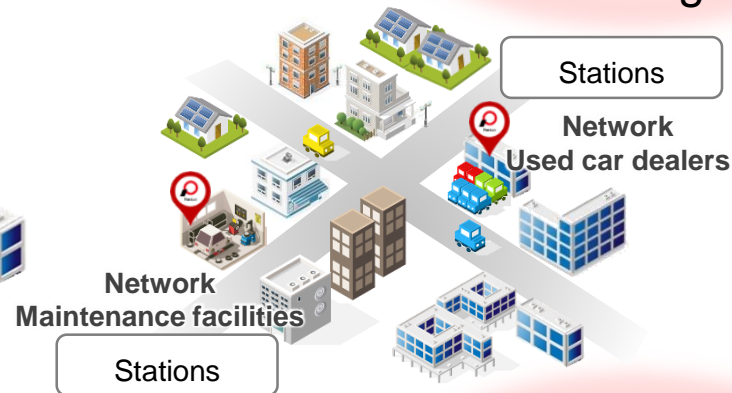 Stations
Network
Used car dealers
Network
Maintenance facilities
Stations